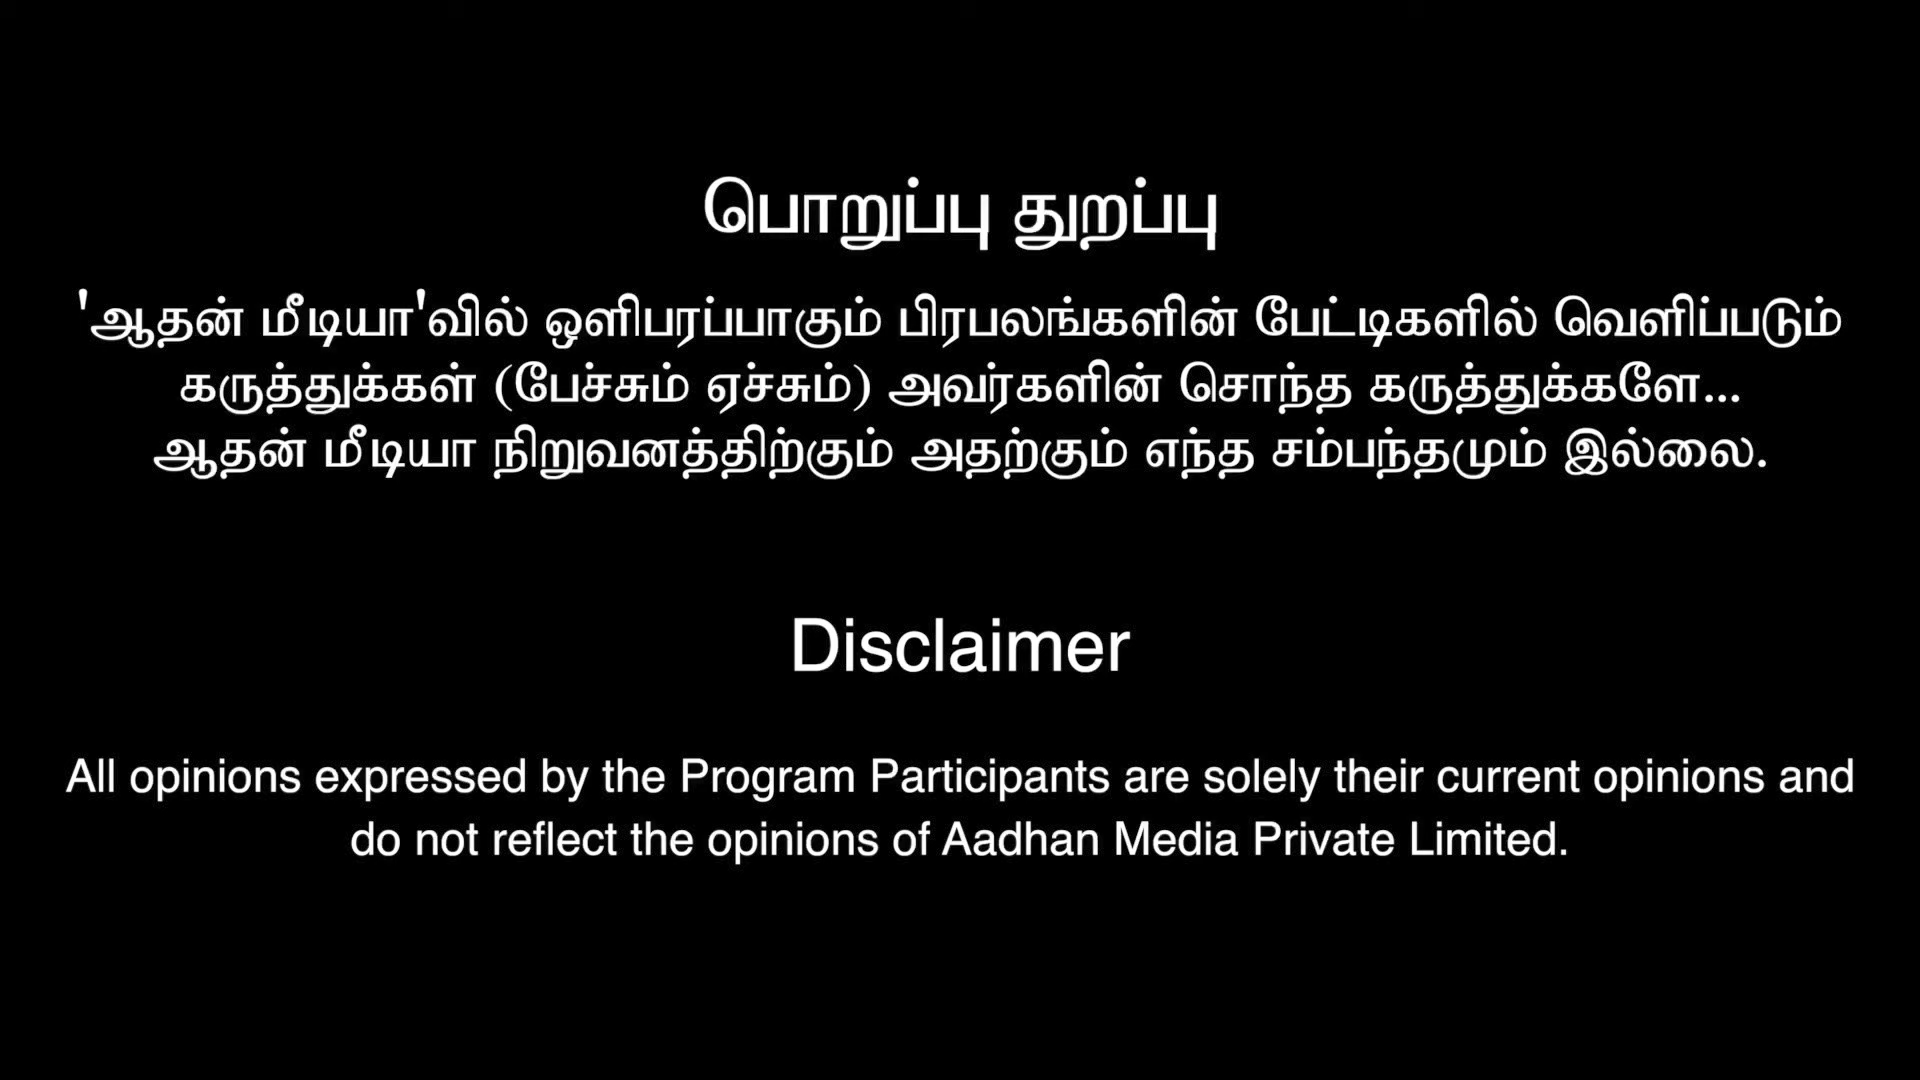 பொறுப்பு துறப்பு
'ஆதன் மீடியா'வில் ஒளிபரப்பாகும் பிரபலங்களின் பேட்டிகளில் வெளிப்படும்
கருத்துக்கள் (பேச்சும் ஏச்சும்) அவர்களின் சொந்த கருத்துக்களே...
ஆதன் மீடியா நிறுவனத்திற்கும் அதற்கும் எந்த சம்பந்தமும் இல்லை.
Disclaimer
All opinions expressed by the Program Participants are solely their current opinions and
do not reflect the opinions of Aadhan Media Private Limited.